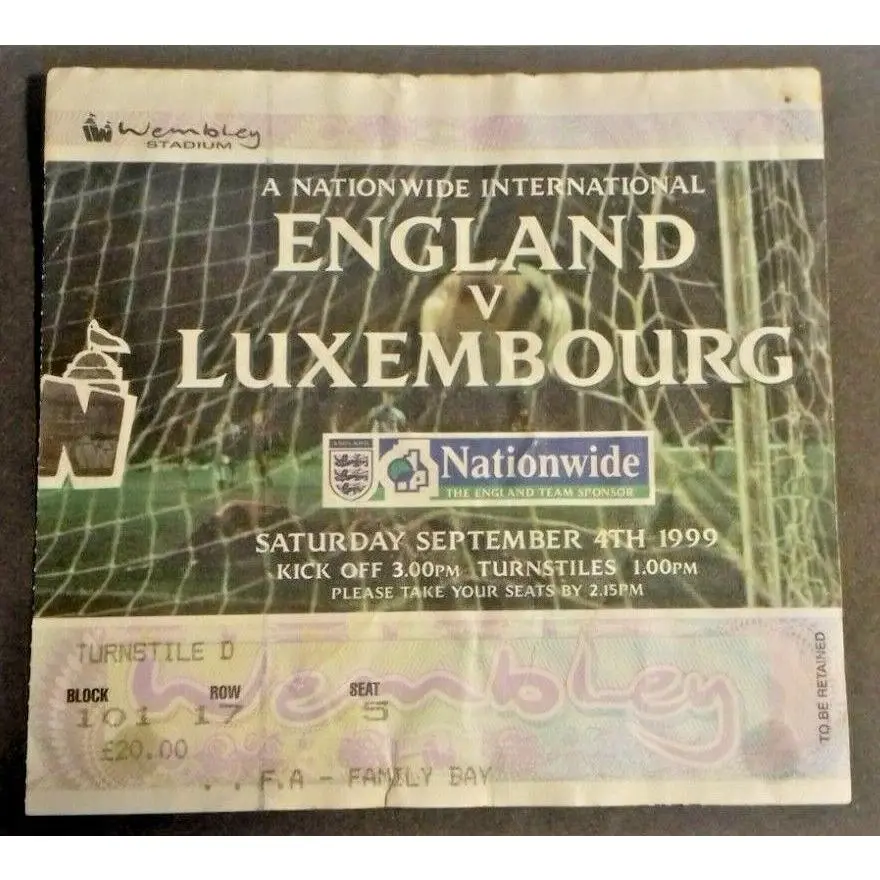 Wembley
STADIUM
A NATIONWIDE INTERNATIONAL
ENGLAND
V
LUXEMBOURG
ENGLAND
Nationwide
THE ENGLAND TEAM SPONSOR
SATURDAY SEPTEMBER 4TH 1999
KICK OFF 3.00PM TURNSTILES 1.00PM
PLEASE TAKE YOUR SEATS BY 2.15PM
Wembley
TURNSTILE D
BLOCK ROW SEAT
101 17 5
£20.00
. . F.A - FAMILY BAY
TO BE RETAINED